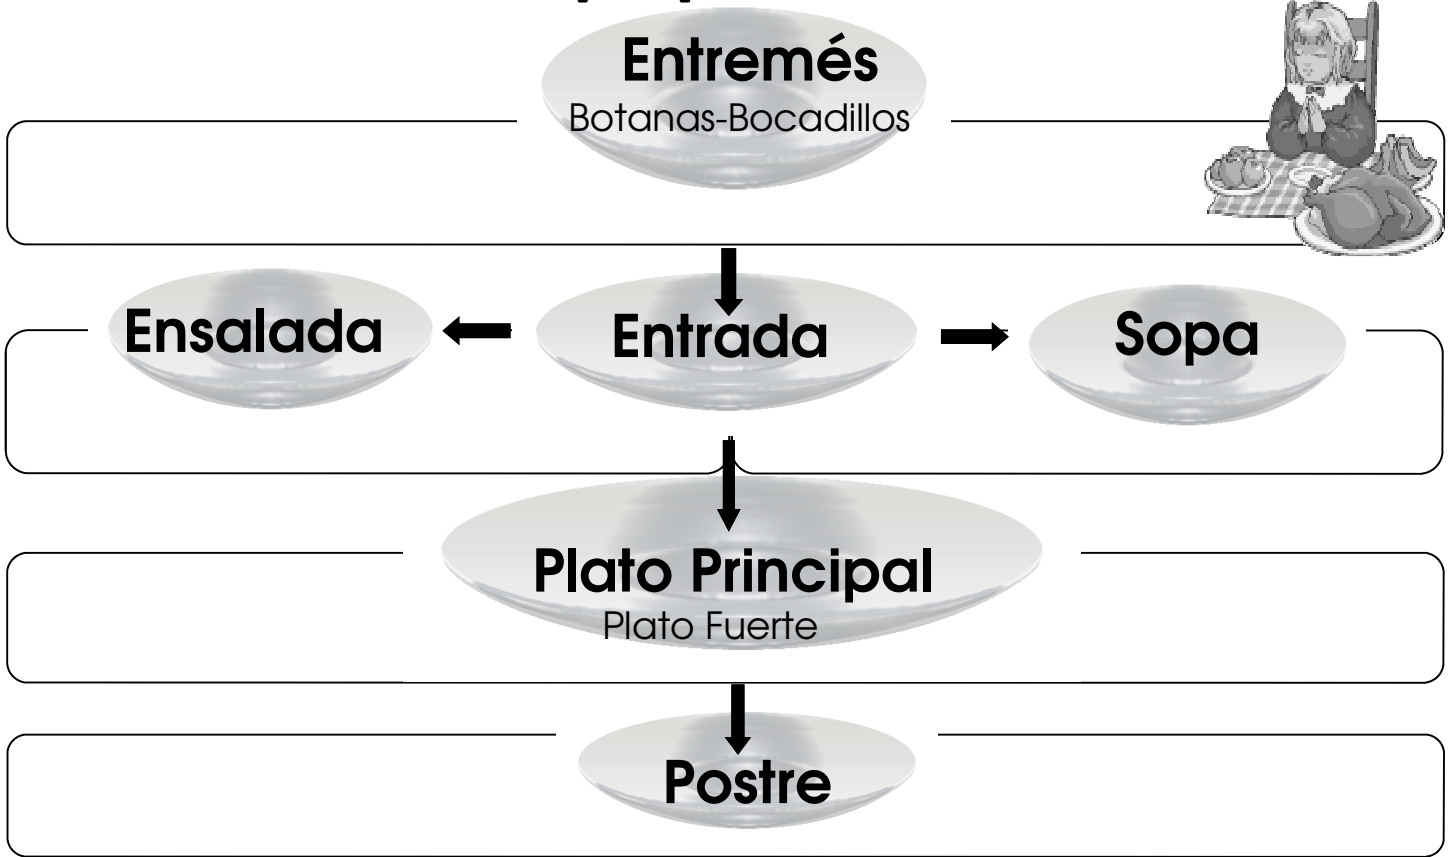 Entremés
Botanas-Bocadillos
Ensalada
Entrada
Sopa
Plato Principal
Plato Fuerte
Postre